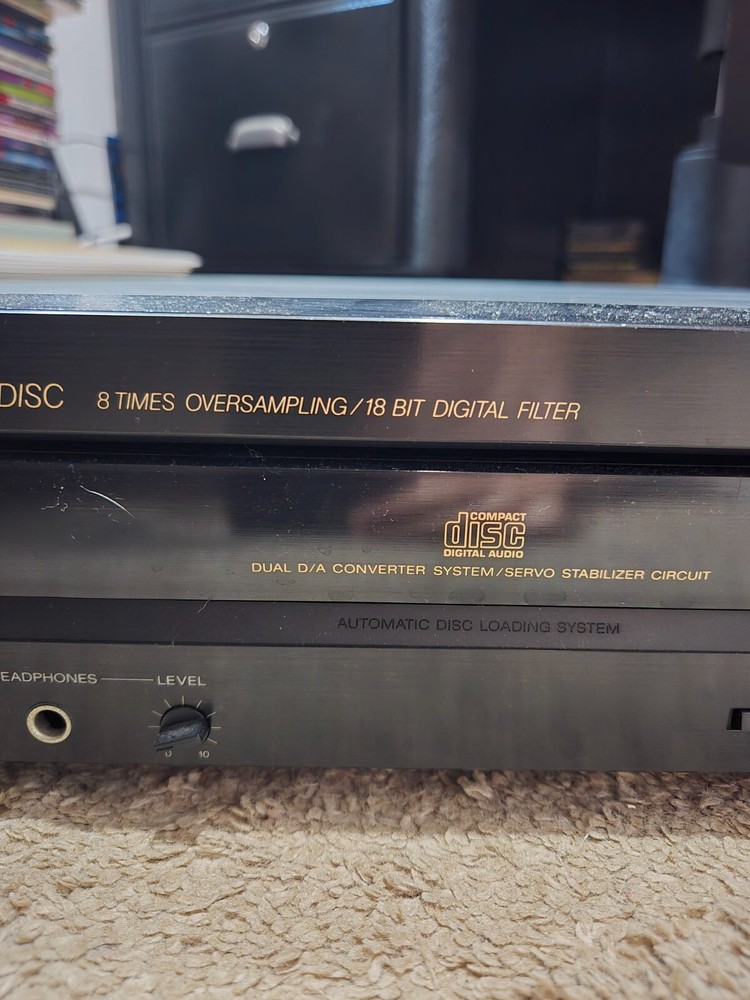 DISC 8 TIMES OVERSAMPLING/18 BIT DIGITAL FILTER
COMPACT
disc
DIGITAL AUDIO
DUAL D/A CONVERTER SYSTEM/SERVO STABILIZER CIRCUIT
AUTOMATIC DISC LOADING SYSTEM
EADPHONES LEVEL
0 10